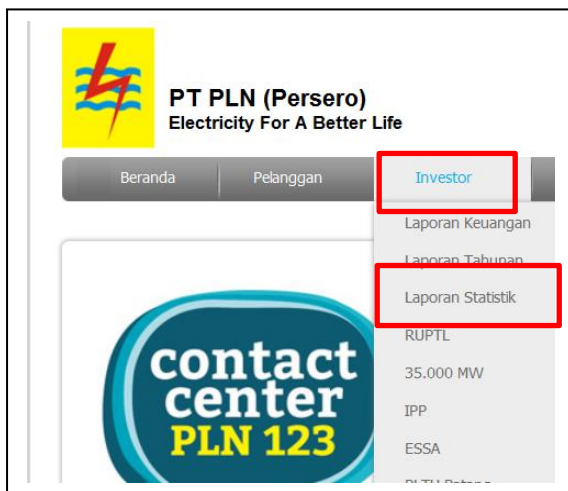 PT PLN (Persero)
Electricity For A Better Life
Beranda
Pelanggan
Investor
Laporan Keuangan
Laporan Tahunan
Laporan Statistik
RUPTL
35.000 MW
IPP
ESSA
contact
center
PLN 123